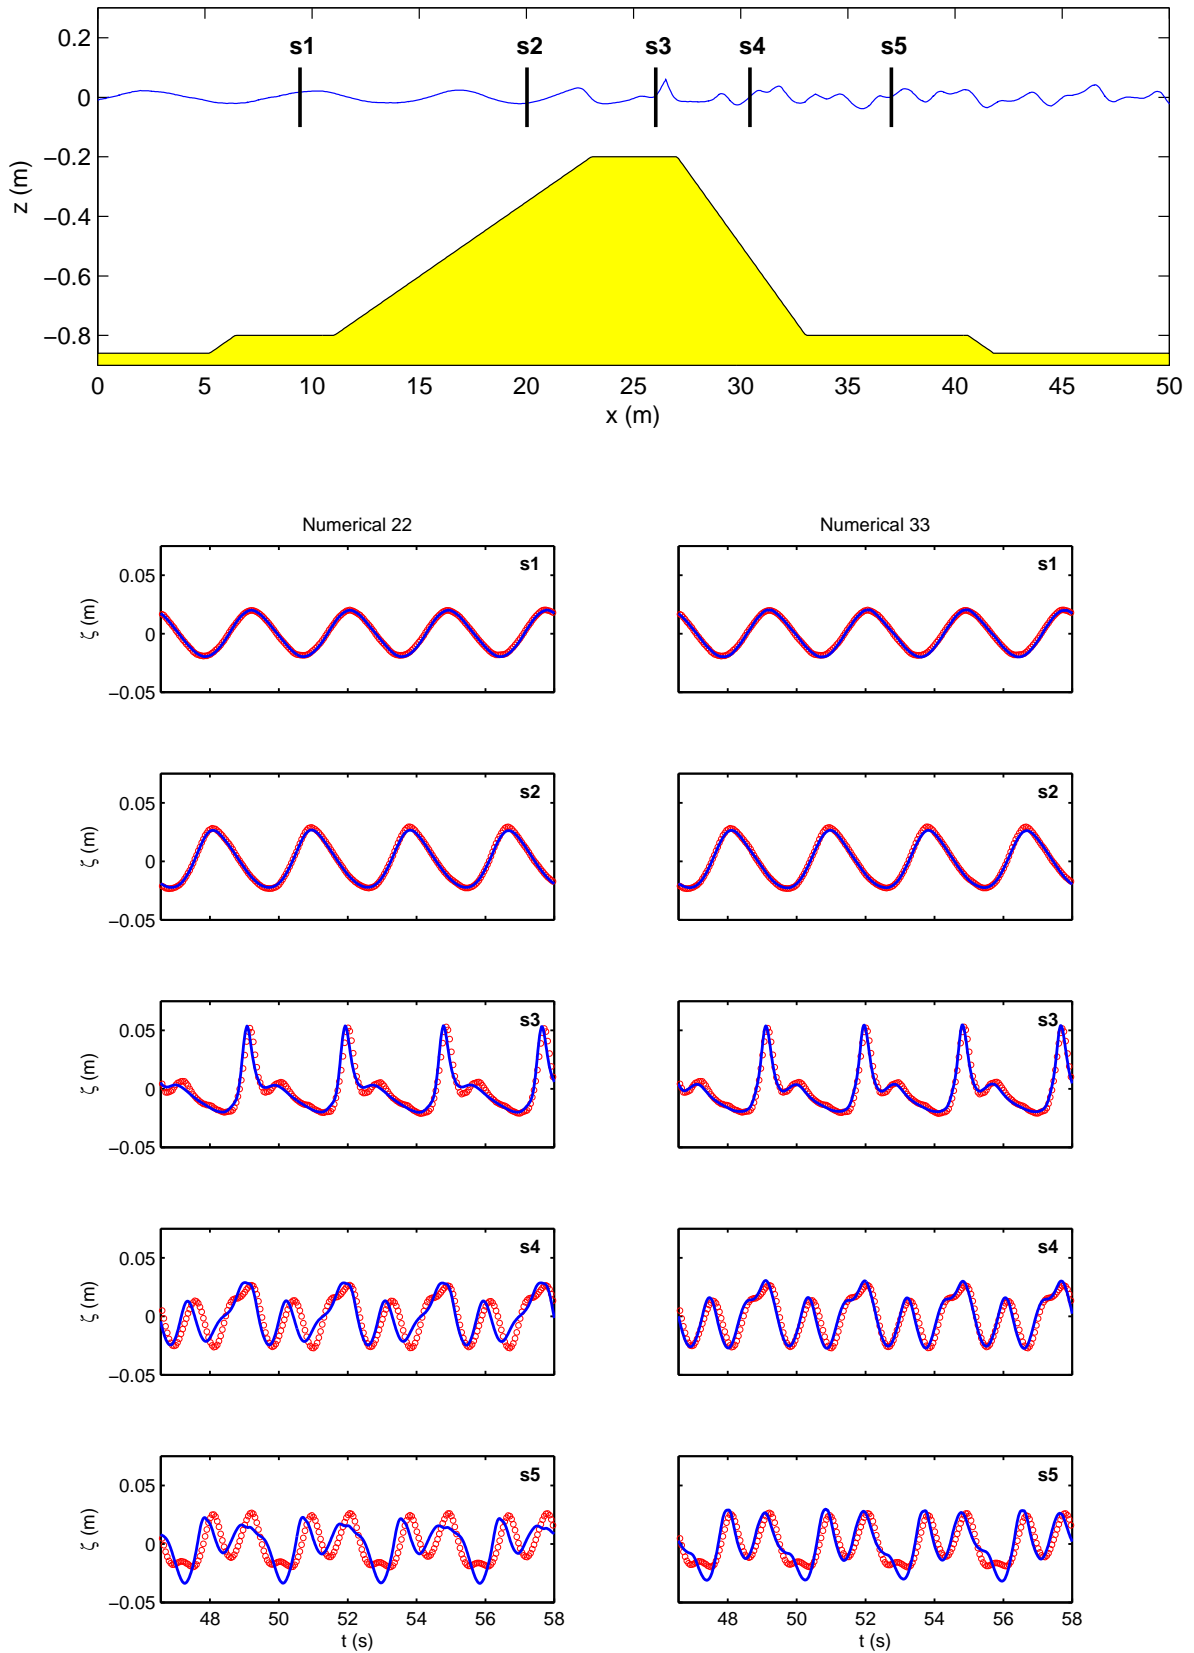 s1 s2 s3 s4 s5
0.2
0
−0.2
−0.4
−0.6
−0.8
z (m)
0 5 10 15 20 25 30 35 40 45 50
x (m)
Numerical 22 Numerical 33
s1 s1
0.05
0
−0.05
ζ (m)
s2 s2
0.05
0
−0.05
ζ (m)
s3 s3
0.05
0
−0.05
ζ (m)
s4 s4
0.05
0
−0.05
ζ (m)
s5 s5
0.05
0
−0.05
ζ (m)
48 50 52 54 56 58 48 50 52 54 56 58
t (s) t (s)